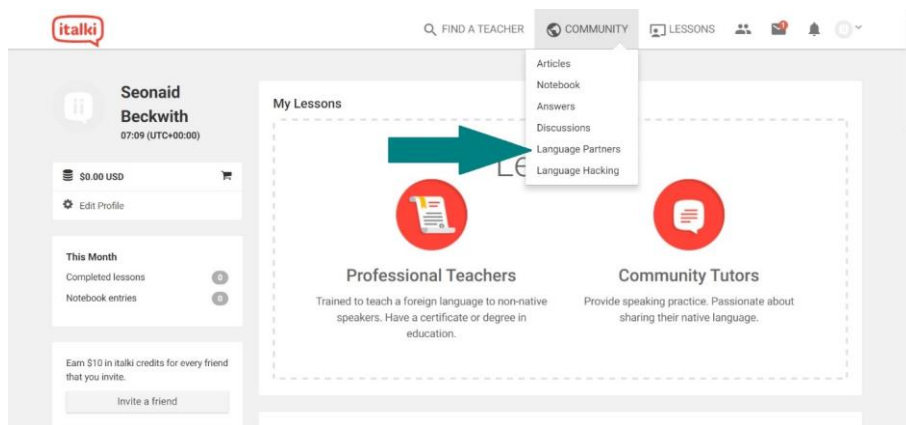 italki
FIND A TEACHER
COMMUNITY
LESSONS
Articles
Notebook
Answers
Discussions
Language Partners
Language Hacking
Seonaid
Beckwith
07:09 (UTC+00:00)
$0.00 USD
Edit Profile
This Month
Completed lessons 0
Notebook entries 0
Earn $10 in italki credits for every friend
that you invite.
Invite a friend
My Lessons
Le
Professional Teachers
Trained to teach a foreign language to non-native
speakers. Have a certificate or degree in
education.
Community Tutors
Provide speaking practice. Passionate about
sharing their native language.